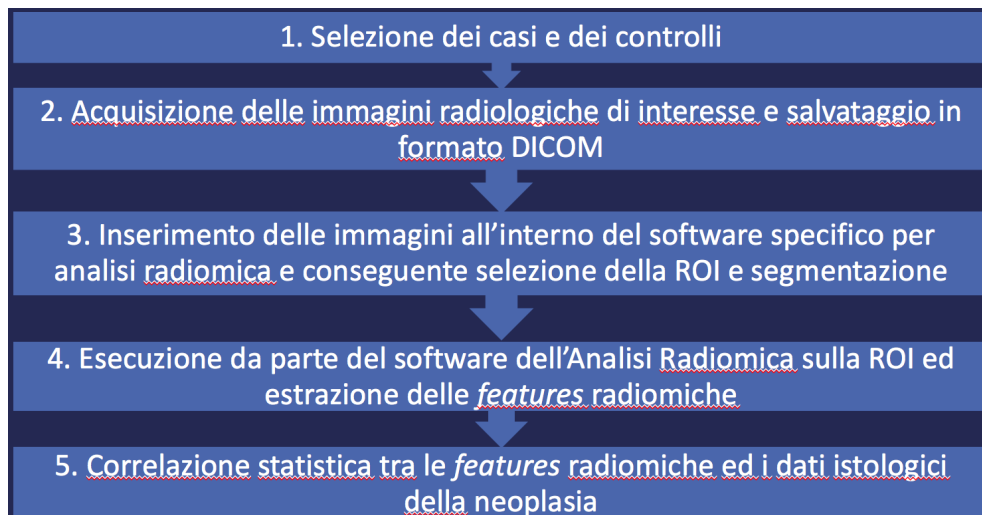 1. Selezione dei casi e dei controlli
2. Acquisizione delle immagini radiologiche di interesse e salvataggio in
formato DICOM
3. Inserimento delle immagini all’interno del software specifico per
analisi radiomica e conseguente selezione della ROI e segmentazione
4. Esecuzione da parte del software dell’Analisi Radiomica sulla ROI ed
estrazione delle features radiomiche
5. Correlazione statistica tra le features radiomiche ed i dati istologici
della neoplasia